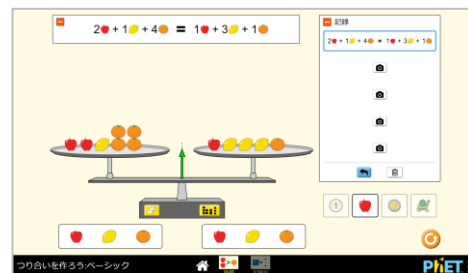 2 + 1 + 4 = 1 + 3 + 1
記録
2 + 1 + 4 = 1 + 3 + 1
1
つり合いを作ろう:ベーシック
PhET